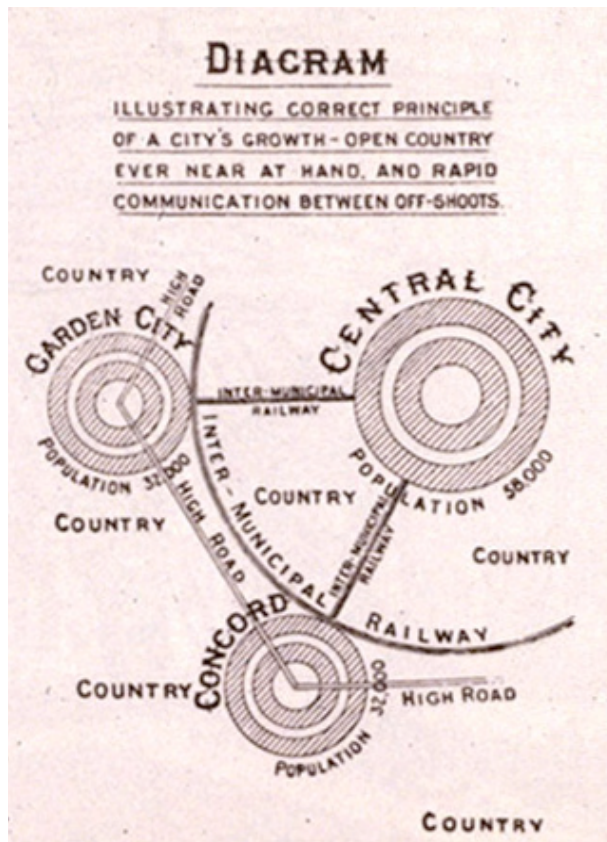 DIAGRAM
ILLUSTRATING CORRECT PRINCIPLE
OF A CITY'S GROWTH - OPEN COUNTRY
EVER NEAR AT HAND, AND RAPID
COMMUNICATION BETWEEN OFF-SHOOTS.
COUNTRY
HIGH
ROAD
GARDEN CITY
POPULATION 32,000
CENTRAL CITY
POPULATION 58,000
INTER-MUNICIPAL
RAILWAY
INTER-MUNICIPAL RAILWAY
COUNTRY
INTER-MUNICIPAL
RAILWAY
COUNTRY
HIGH ROAD
COUNTRY
CONCORD
POPULATION 32,000
COUNTRY
HIGH ROAD
COUNTRY